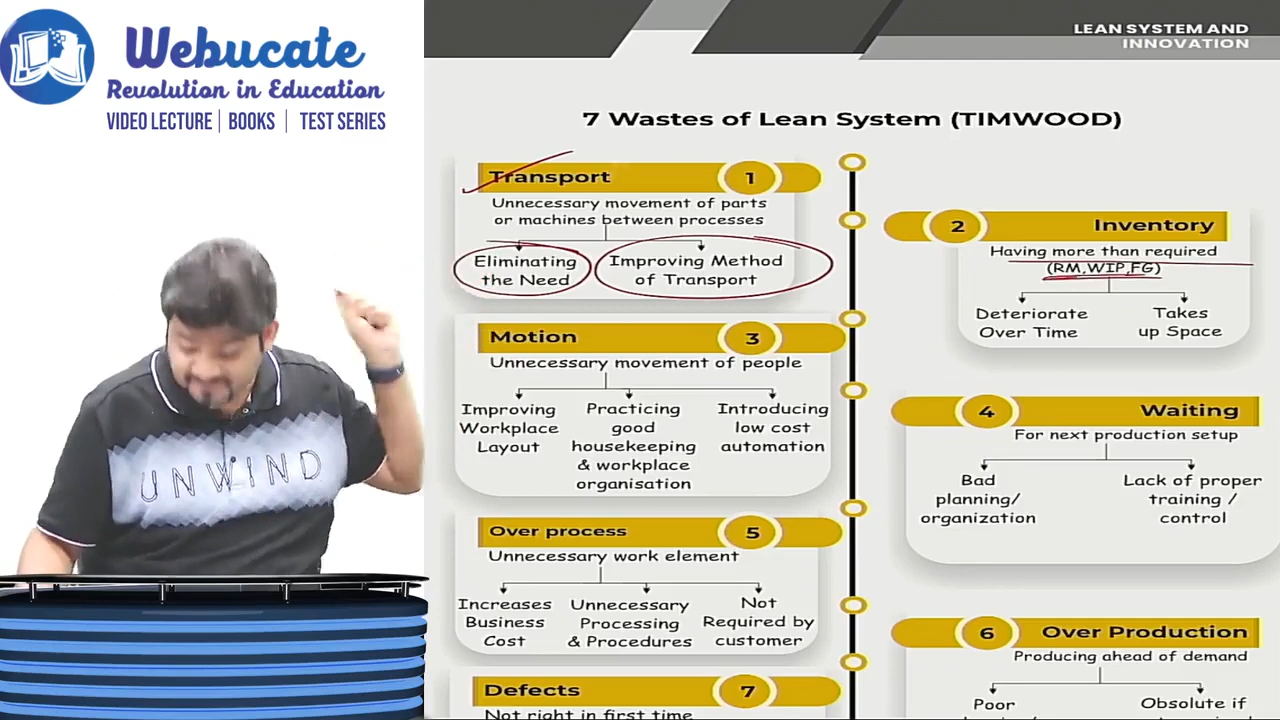 Webucate
Revolution in Education
VIDEO LECTURE | BOOKS | TEST SERIES
UNWIND
LEAN SYSTEM AND
INNOVATION
7 Wastes of Lean System (TIMWOOD)
Transport 1
Unnecessary movement of parts
or machines between processes
Eliminating
the Need
Improving Method
of Transport
2 Inventory
Having more than required
(RM,WIP,FG)
Deteriorate
Over Time
Takes
up Space
Motion 3
Unnecessary movement of people
Improving
Workplace
Layout
Practicing
good
housekeeping
& workplace
organisation
Introducing
low cost
automation
4 Waiting
For next production setup
Bad
planning/
organization
Lack of proper
training /
control
Over process 5
Unnecessary work element
Increases
Business
Cost
Unnecessary
Processing
& Procedures
Not
Required by
customer
6 Over Production
Producing ahead of demand
Poor
Obsolute if
Defects 7
Not right in first time